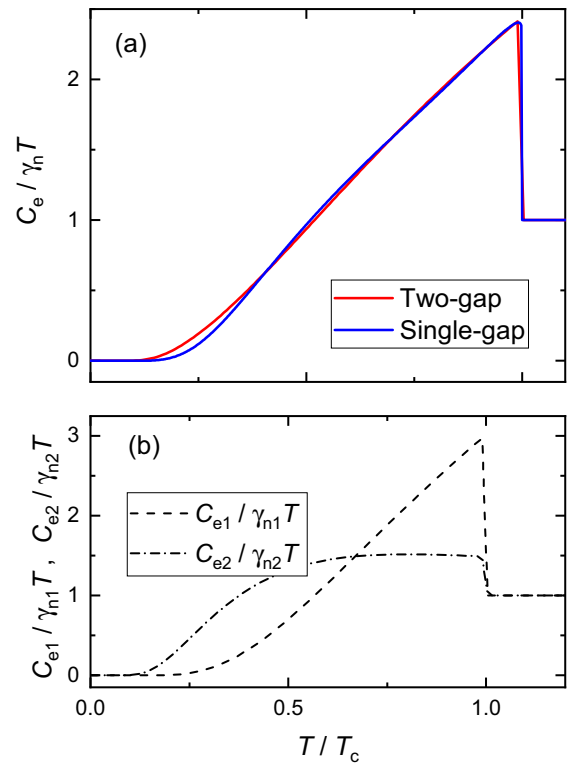 (a)
2
1
0
C_e / γ_n T
Two-gap
Single-gap
(b)
3
2
1
0
C_e1 / γ_n1 T , C_e2 / γ_n2 T
C_e1 / γ_n1 T
C_e2 / γ_n2 T
0.0 0.5 1.0
T / T_c